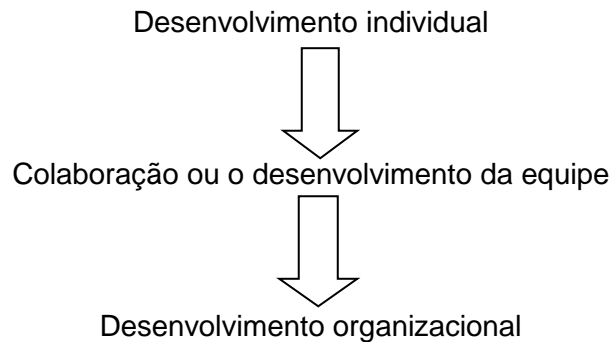 Desenvolvimento individual
Colaboração ou o desenvolvimento da equipe
Desenvolvimento organizacional